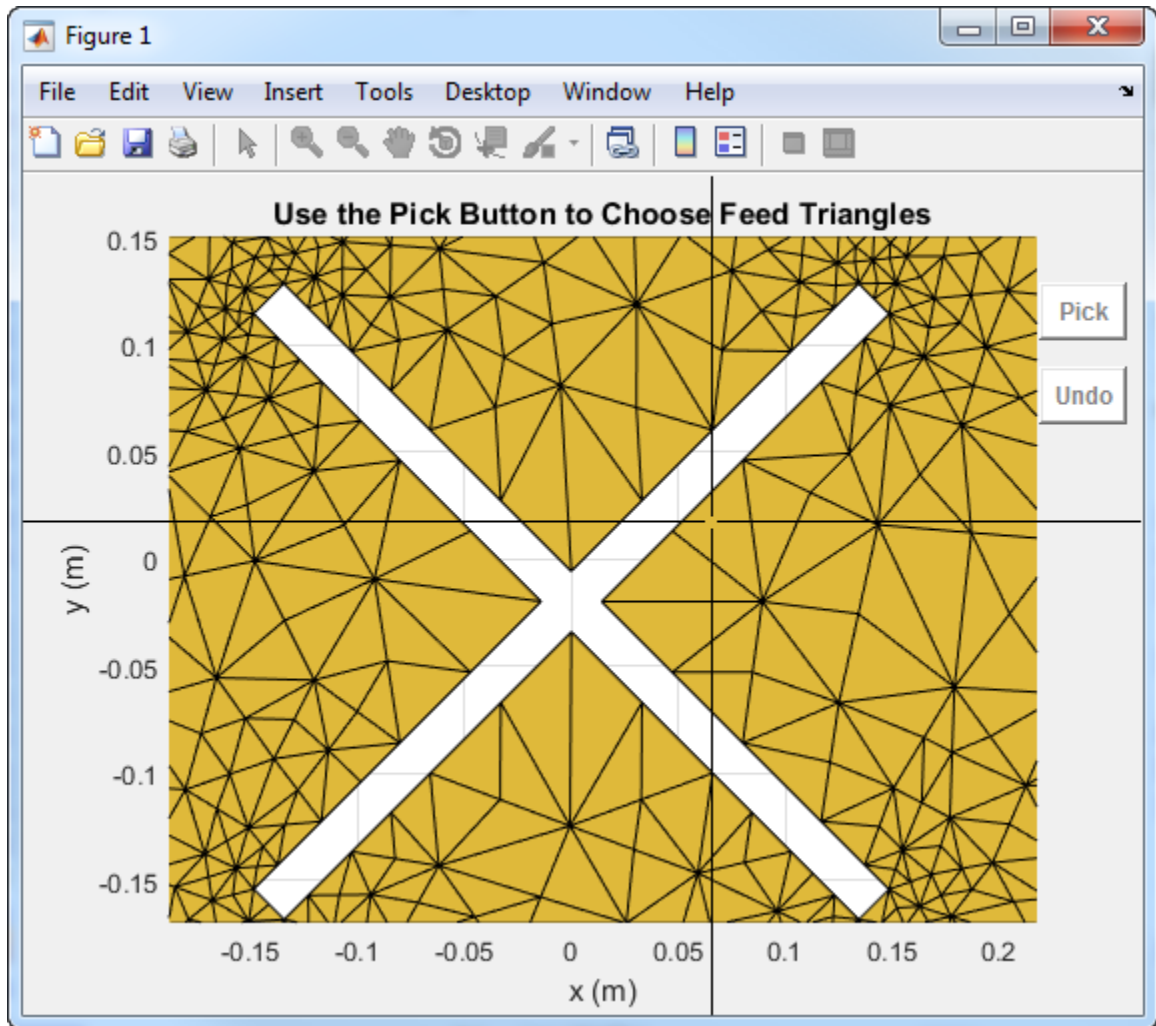 Figure 1
File Edit View Insert Tools Desktop Window Help
Use the Pick Button to Choose Feed Triangles
0.15
0.1
0.05
0
-0.05
-0.1
-0.15
y (m)
-0.15 -0.1 -0.05 0 0.05 0.1 0.15 0.2
x (m)
Pick
Undo